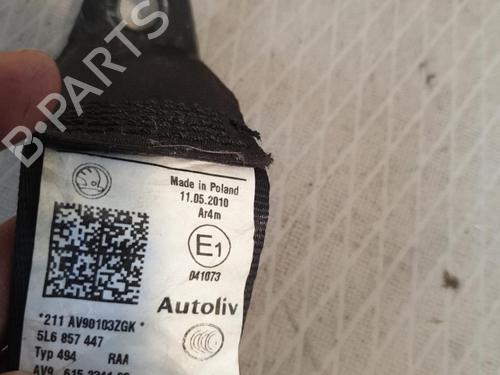 B-PARTS
Made in Poland
11.05.2010
Ar4m
E1
041073
Autoliv
*211 AV90103ZGK*
5L6 857 447
Typ 494 RAA
AV9